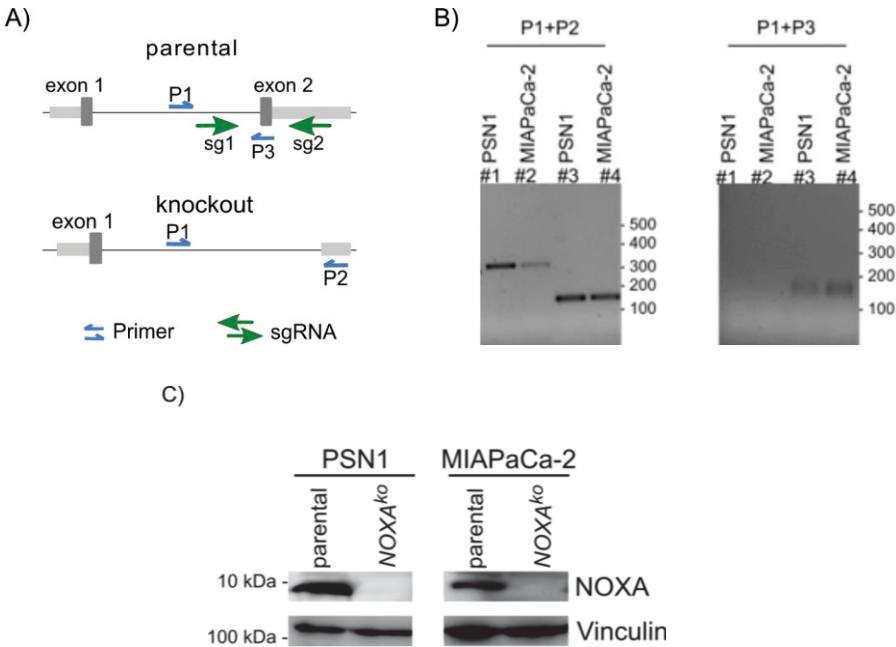 A)
parental
exon 1
P1
exon 2
sg1
P3
sg2
knockout
exon 1
P1
P2
Primer
sgRNA
B)
P1+P2
PSN1
MIAPaCa-2
PSN1
MIAPaCa-2
#1 #2 #3 #4
500
400
300
200
100
P1+P3
PSN1
MIAPaCa-2
PSN1
MIAPaCa-2
#1 #2 #3 #4
500
400
300
200
100
C)
PSN1
MIAPaCa-2
parental
NOXAko
parental
NOXAko
10 kDa -
NOXA
100 kDa -
Vinculin